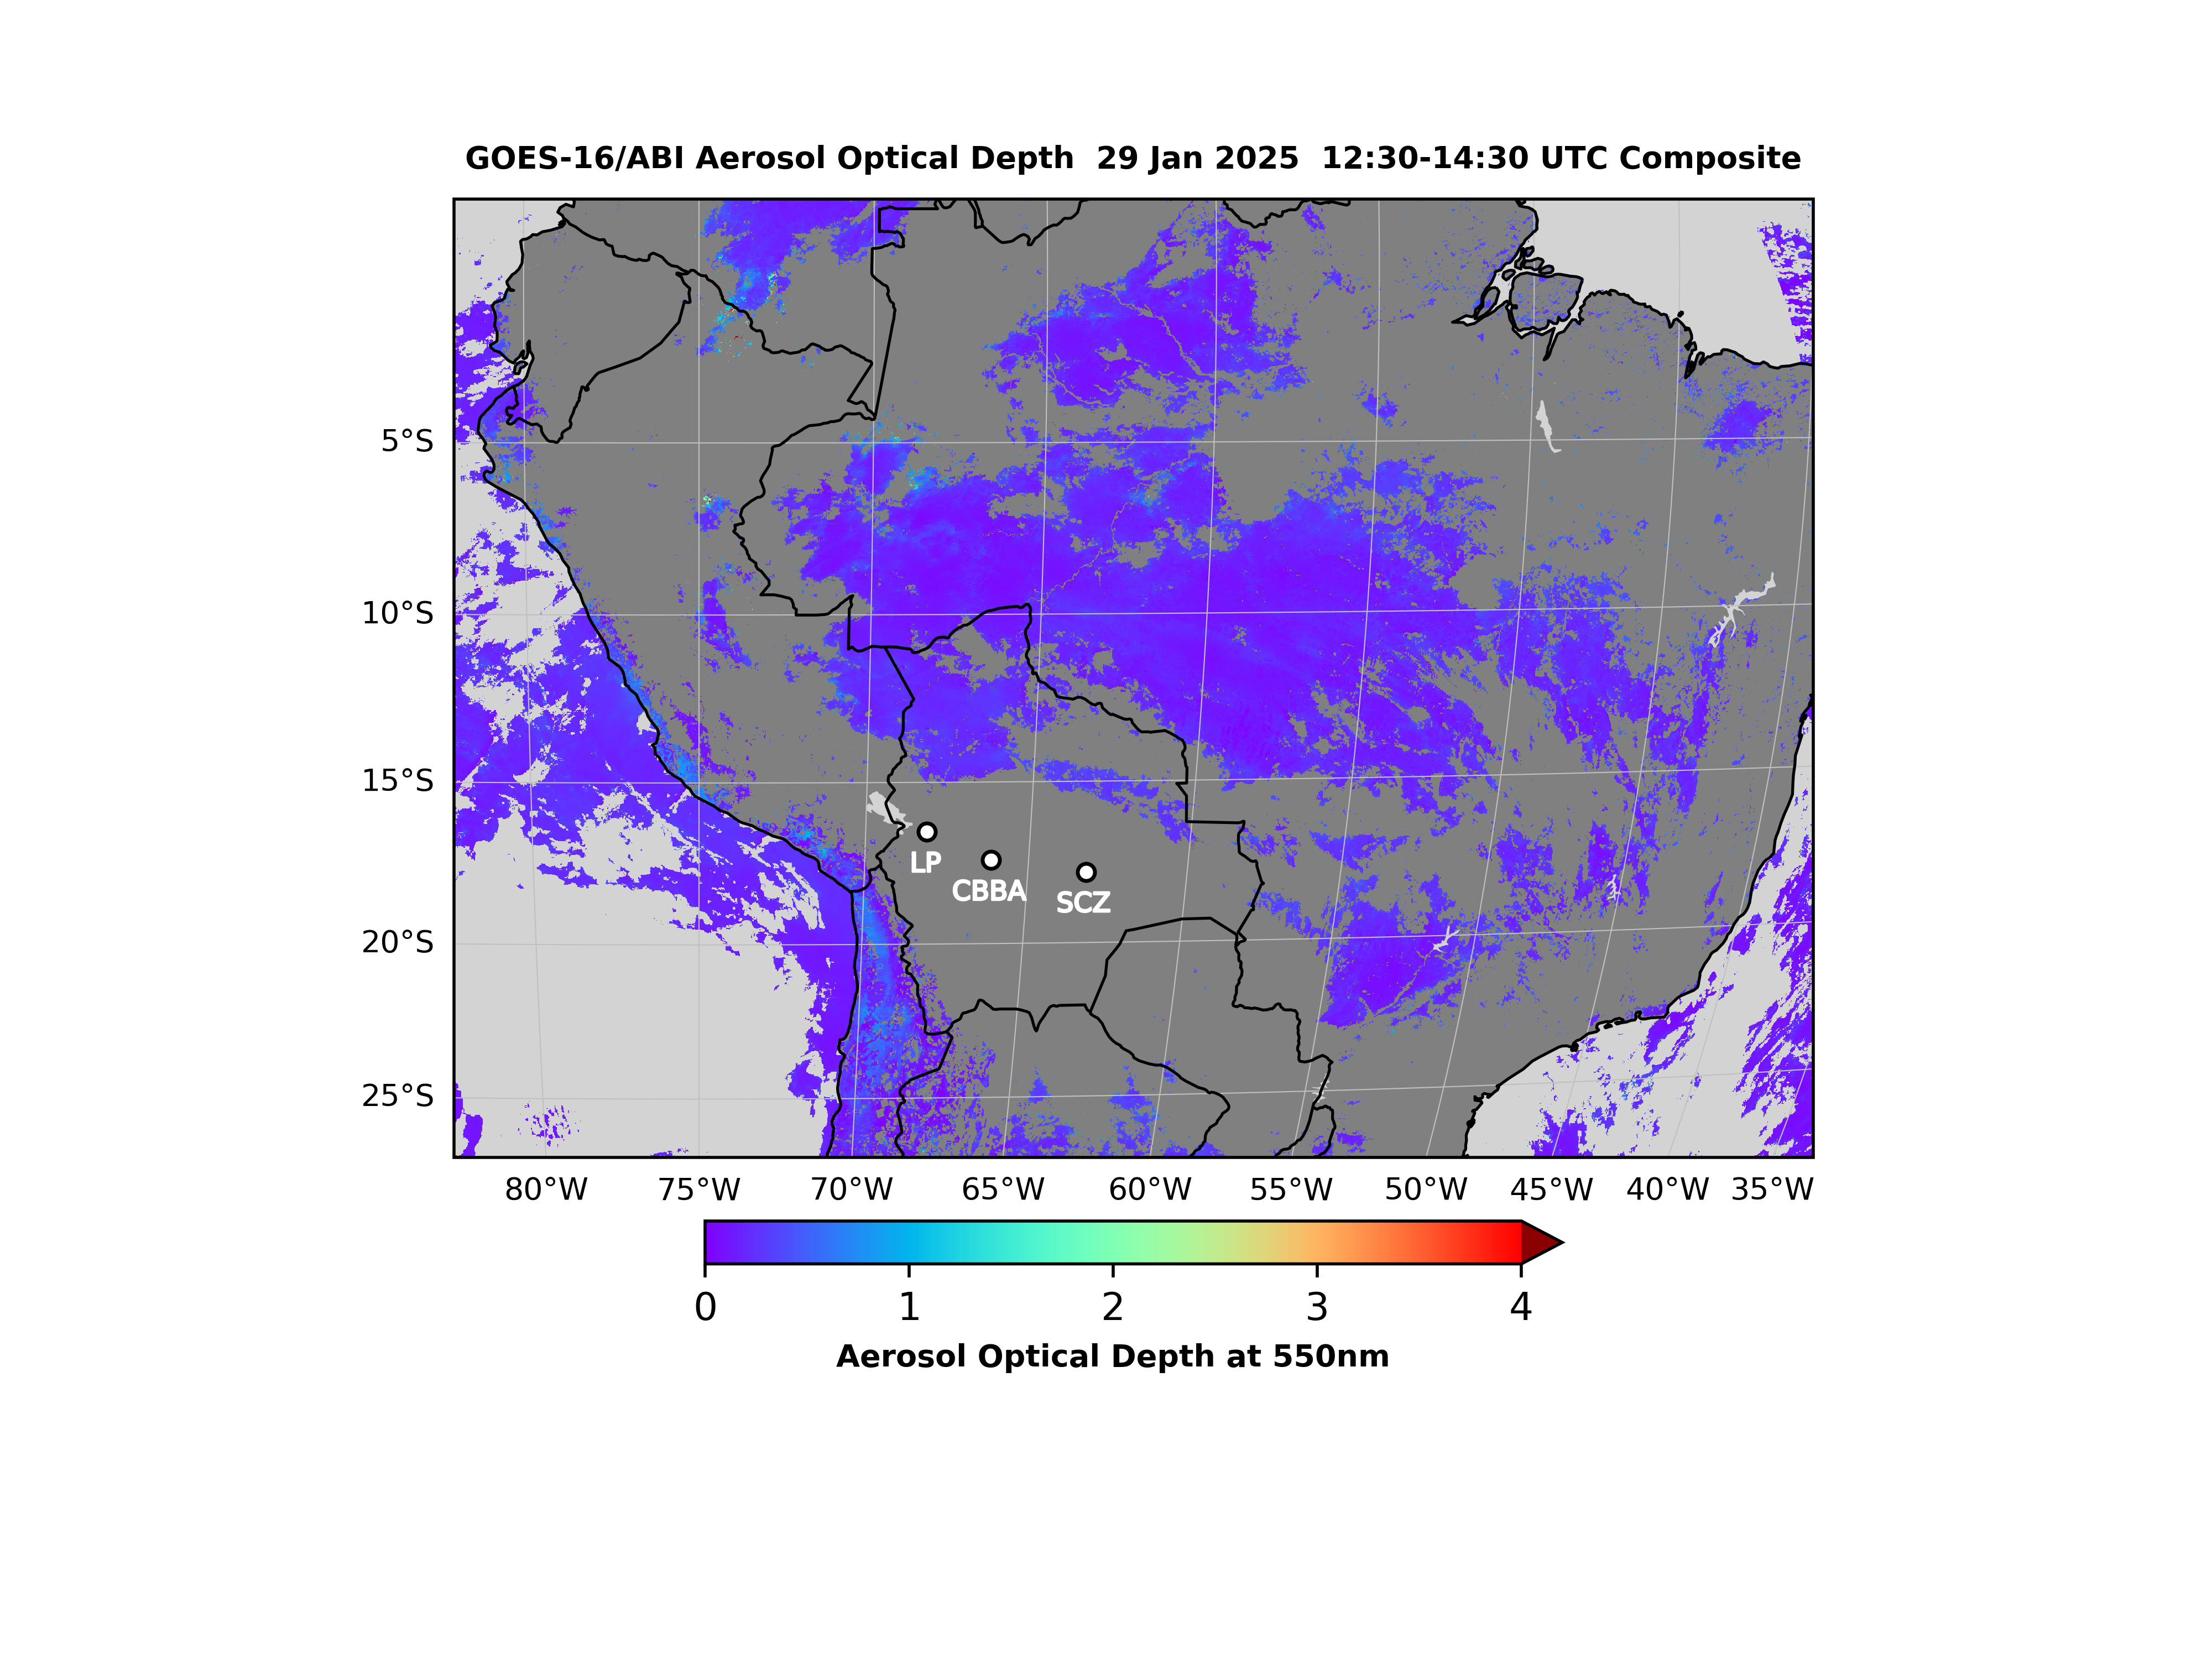 GOES-16/ABI Aerosol Optical Depth  29 Jan 2025  12:30-14:30 UTC Composite
5°S
10°S
15°S
LP
CBBA
SCZ
20°S
25°S
80°W 75°W 70°W 65°W 60°W 55°W 50°W 45°W 40°W 35°W
0 1 2 3 4
Aerosol Optical Depth at 550nm